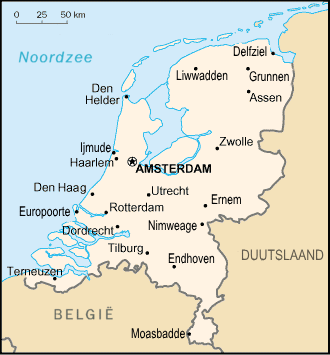 0 25 50 km
Noordzee
Delfziel
Liwwadden
Grunnen
Den
Helder
Assen
Ijmude
Haarlem
Zwolle
AMSTERDAM
Den Haag
Utrecht
Europoorte
Rotterdam
Ernem
Dordrecht
Nimweage
Tilburg
Endhoven
DUUTSLAAND
Terneuzen
BELGIË
Moasbadde